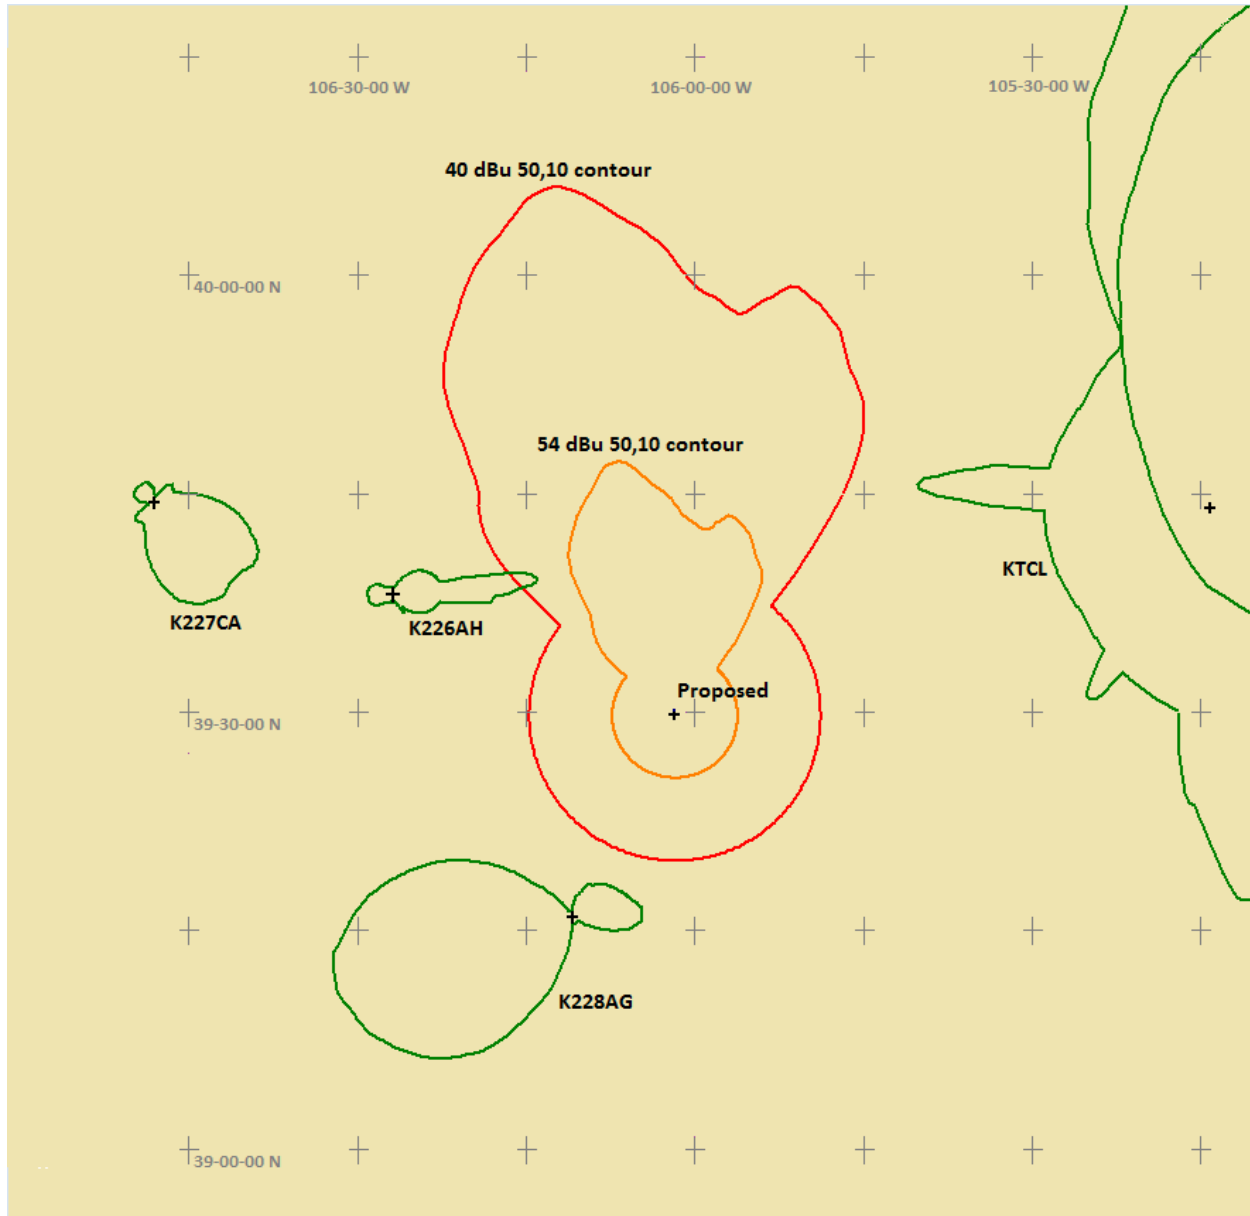 106-30-00 W
106-00-00 W
105-30-00 W
40 dBu 50,10 contour
40-00-00 N
54 dBu 50,10 contour
KTCL
K227CA
K226AH
Proposed
39-30-00 N
K228AG
39-00-00 N